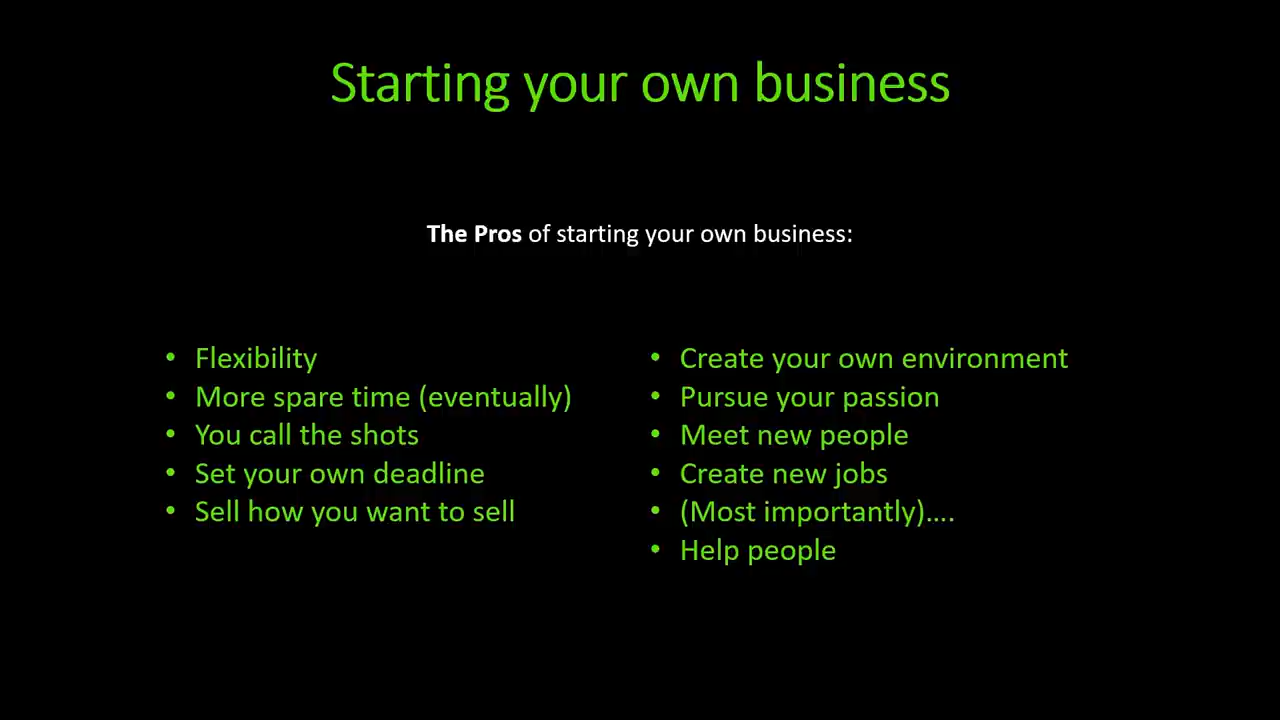 Starting your own business
The Pros of starting your own business:
• Flexibility
• More spare time (eventually)
• You call the shots
• Set your own deadline
• Sell how you want to sell
• Create your own environment
• Pursue your passion
• Meet new people
• Create new jobs
• (Most importantly)….
• Help people